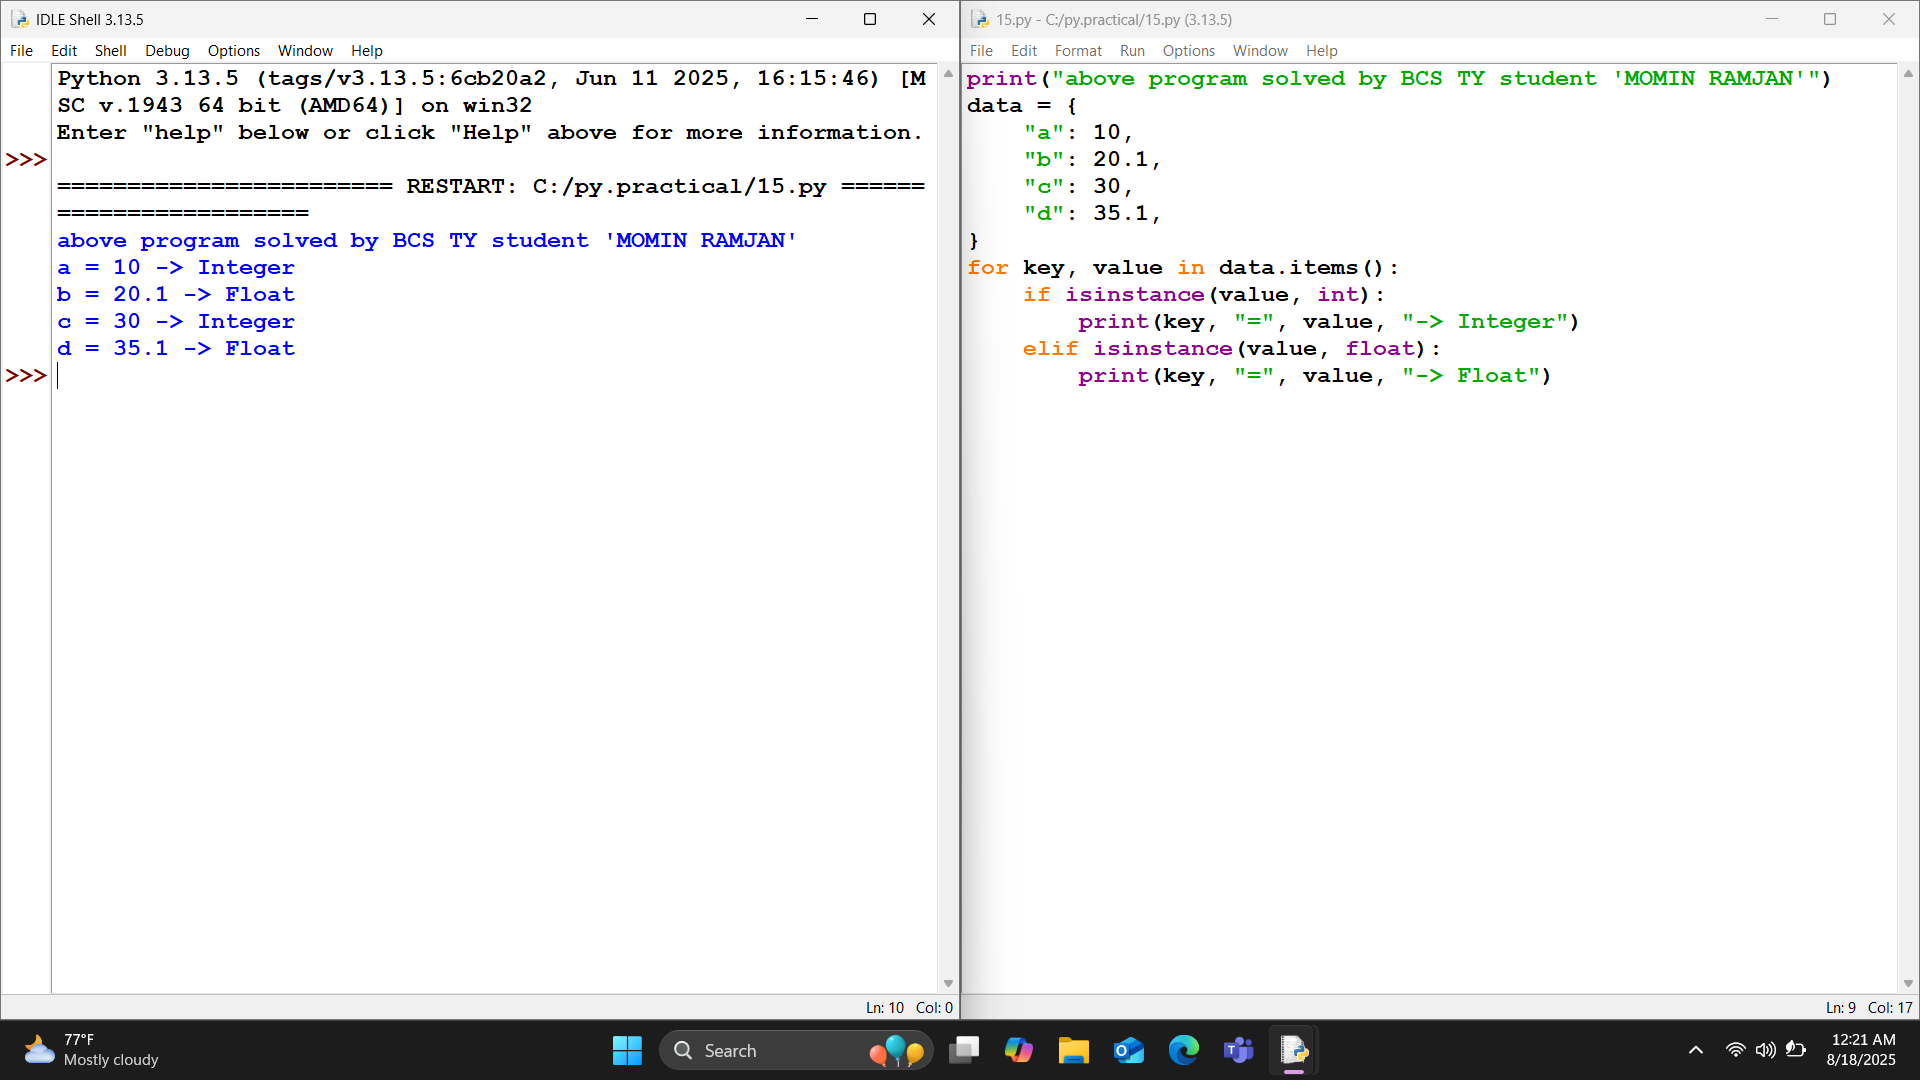 IDLE Shell 3.13.5
File Edit Shell Debug Options Window Help
Python 3.13.5 (tags/v3.13.5:6cb20a2, Jun 11 2025, 16:15:46) [M
SC v.1943 64 bit (AMD64)] on win32
Enter "help" below or click "Help" above for more information.
>>>
======================== RESTART: C:/py.practical/15.py ======
==================
above program solved by BCS TY student 'MOMIN RAMJAN'
a = 10 -> Integer
b = 20.1 -> Float
c = 30 -> Integer
d = 35.1 -> Float
>>>
Ln: 10 Col: 0
15.py - C:/py.practical/15.py (3.13.5)
File Edit Format Run Options Window Help
print("above program solved by BCS TY student 'MOMIN RAMJAN'")
data = {
    "a": 10,
    "b": 20.1,
    "c": 30,
    "d": 35.1,
}
for key, value in data.items():
    if isinstance(value, int):
        print(key, "=", value, "-> Integer")
    elif isinstance(value, float):
        print(key, "=", value, "-> Float")
Ln: 9 Col: 17
77°F
Mostly cloudy
Search
12:21 AM
8/18/2025